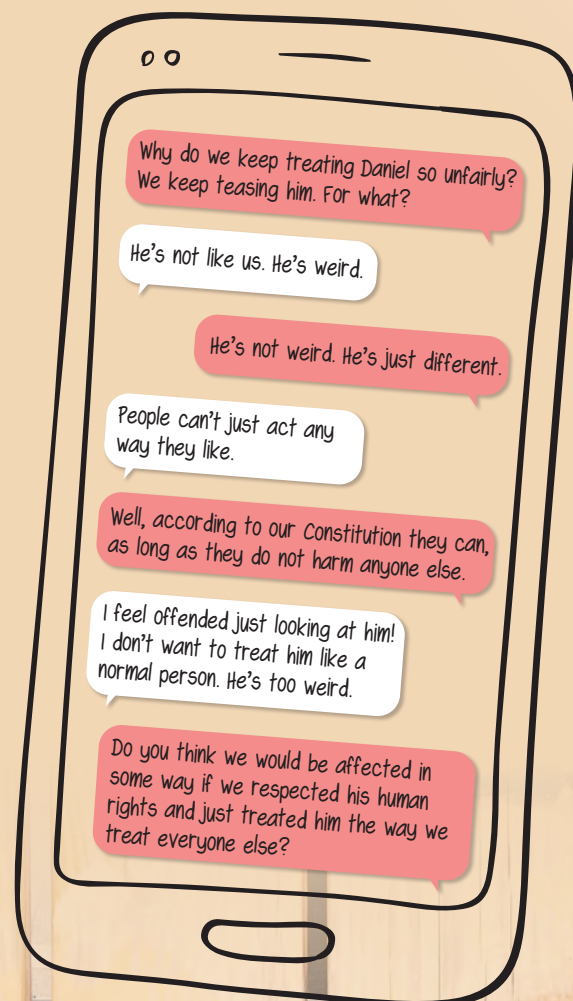 Why do we keep treating Daniel so unfairly?
We keep teasing him. For what?
He's not like us. He's weird.
He's not weird. He's just different.
People can't just act any
way they like.
Well, according to our Constitution they can,
as long as they do not harm anyone else.
I feel offended just looking at him!
I don't want to treat him like a
normal person. He's too weird.
Do you think we would be affected in
some way if we respected his human
rights and just treated him the way we
treat everyone else?